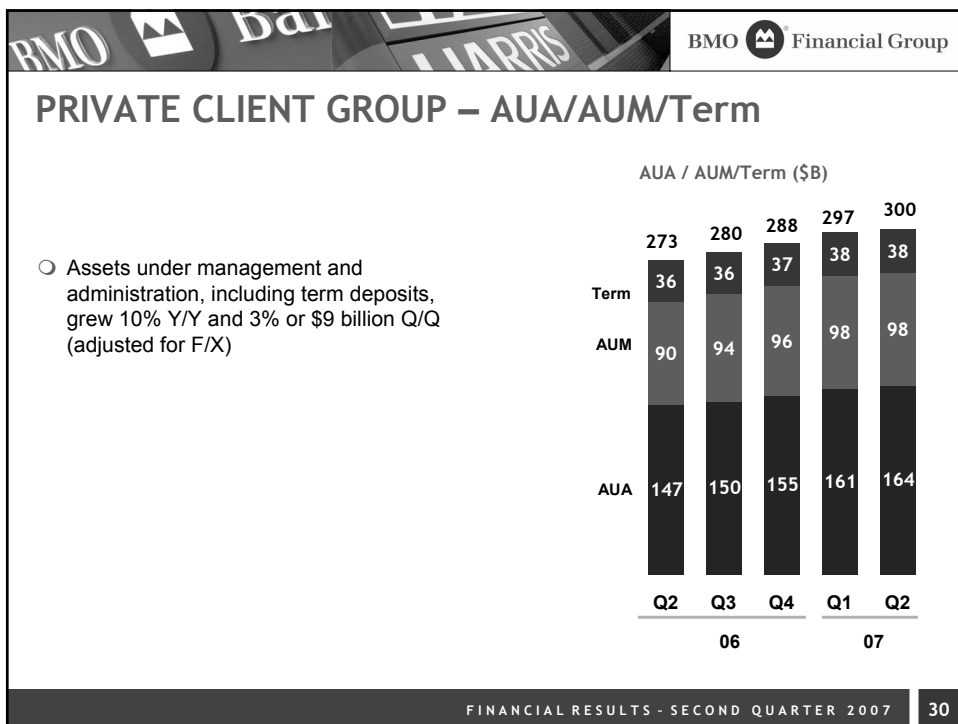 BMO
Ban
HARRIS
BMO Financial Group
PRIVATE CLIENT GROUP – AUA/AUM/Term
AUA / AUM/Term ($B)
Assets under management and
administration, including term deposits,
grew 10% Y/Y and 3% or $9 billion Q/Q
(adjusted for F/X)
273 280 288 297 300
Term 36 36 37 38 38
AUM 90 94 96 98 98
AUA 147 150 155 161 164
Q2 Q3 Q4 Q1 Q2
06 07
FINANCIAL RESULTS - SECOND QUARTER 2007 30